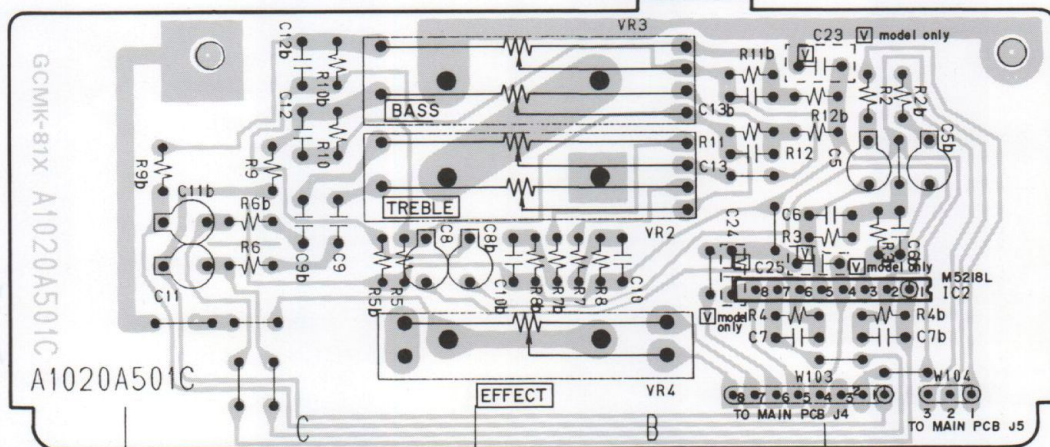 VR3
C23
V model only
V
C12b
R10b
R11b
R2
R2b
C12
BASS
C13b
R12b
R10
R11
C5
C5b
R9b
R9
C13
R12
C11b
TREBLE
VR2
C24
C6
R6b
C8
R3
R6
C9b
C9
C25
V model only
C11
R5b
R5
C10b
R8b
R7b
R8
C10
8 7 6 5 4 3 2 1
M5218L
IC2
V model only
R4
R4b
C7
C7b
GCMK-81X A1020A501C
A1020A501C
EFFECT
VR4
W103
W104
8 7 6 5 4 3 2 1
3 2 1
TO MAIN PCB J4
TO MAIN PCB J5
C
B